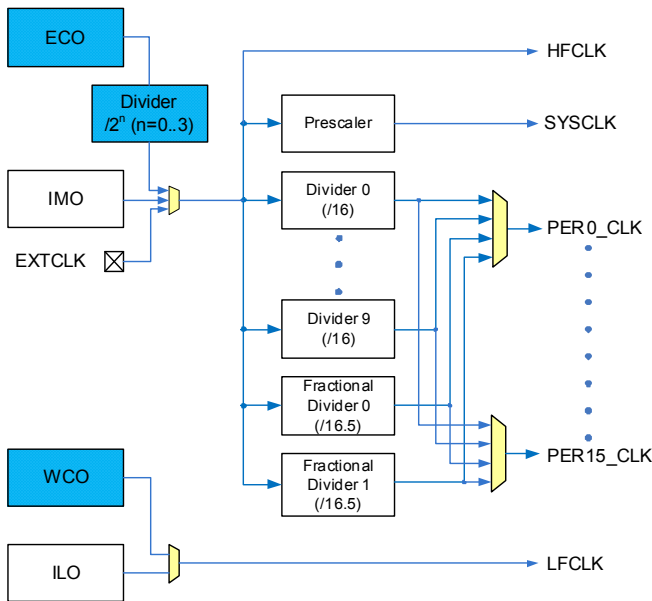 ECO
HFCLK
Divider
/2ⁿ (n=0..3)
Prescaler
SYSCLK
IMO
Divider 0
(/16)
PER0_CLK
EXTCLK
Divider 9
(/16)
Fractional
Divider 0
(/16.5)
WCO
Fractional
Divider 1
(/16.5)
PER15_CLK
ILO
LFCLK